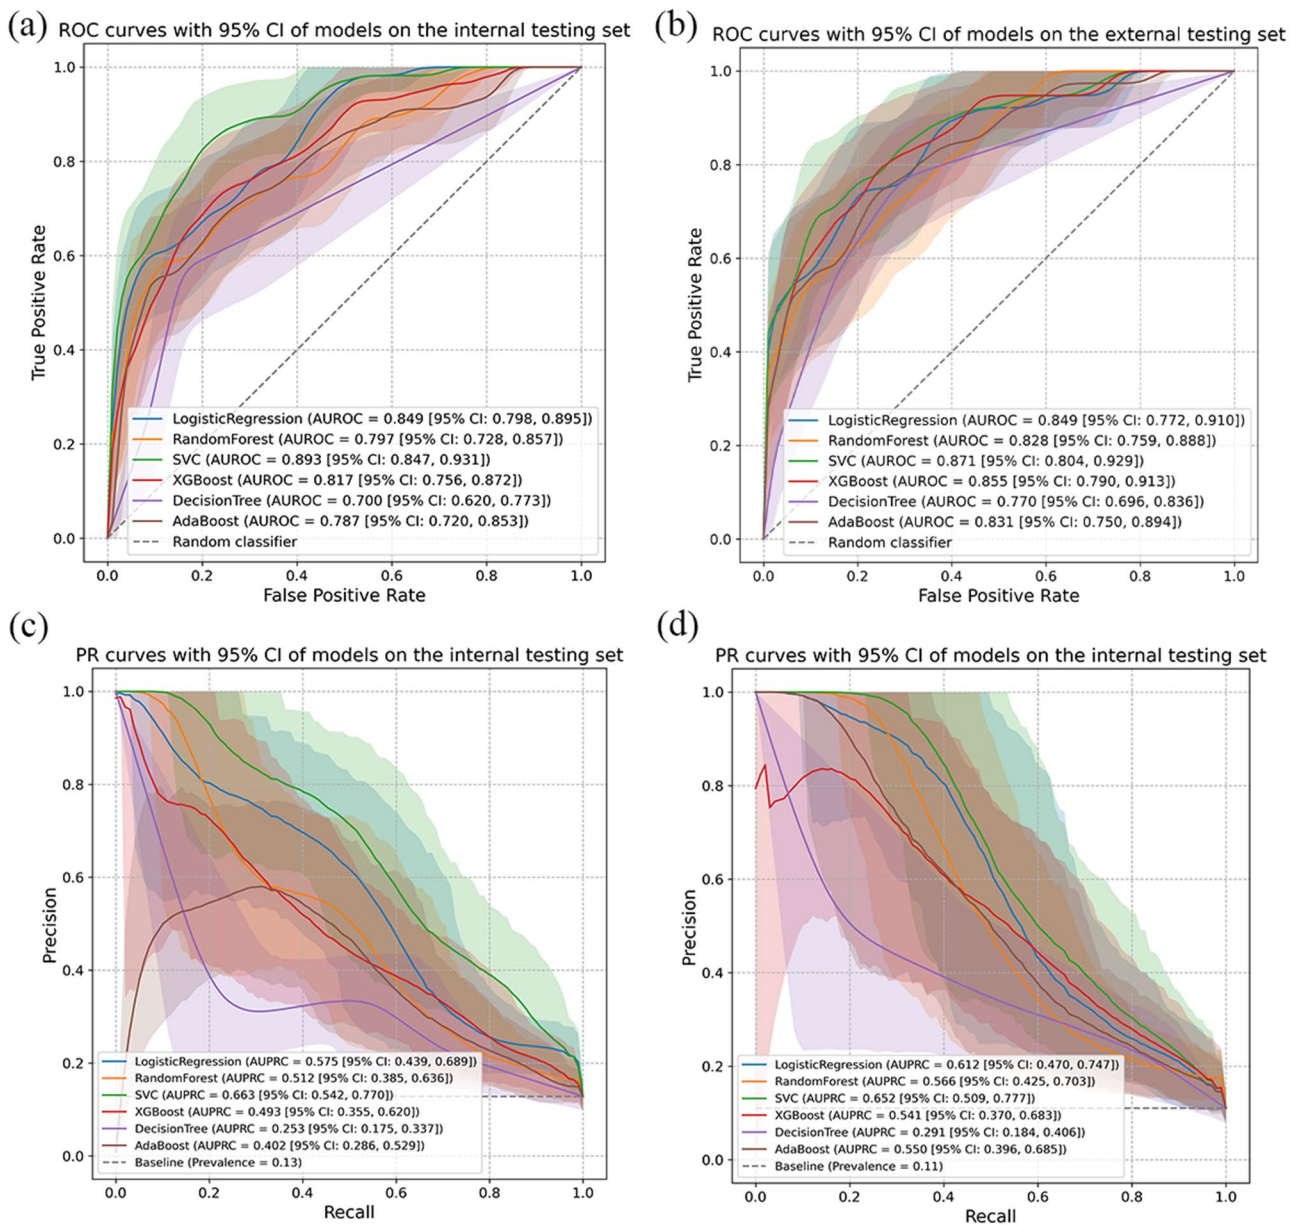 (a)
ROC curves with 95% CI of models on the internal testing set
True Positive Rate
1.0
0.8
0.6
0.4
0.2
0.0
LogisticRegression (AUROC = 0.849 [95% CI: 0.798, 0.895])
RandomForest (AUROC = 0.797 [95% CI: 0.728, 0.857])
SVC (AUROC = 0.893 [95% CI: 0.847, 0.931])
XGBoost (AUROC = 0.817 [95% CI: 0.756, 0.872])
DecisionTree (AUROC = 0.700 [95% CI: 0.620, 0.773])
AdaBoost (AUROC = 0.787 [95% CI: 0.720, 0.853])
Random classifier
0.0 0.2 0.4 0.6 0.8 1.0
False Positive Rate
(b)
ROC curves with 95% CI of models on the external testing set
True Positive Rate
1.0
0.8
0.6
0.4
0.2
0.0
LogisticRegression (AUROC = 0.849 [95% CI: 0.772, 0.910])
RandomForest (AUROC = 0.828 [95% CI: 0.759, 0.888])
SVC (AUROC = 0.871 [95% CI: 0.804, 0.929])
XGBoost (AUROC = 0.855 [95% CI: 0.790, 0.913])
DecisionTree (AUROC = 0.770 [95% CI: 0.696, 0.836])
AdaBoost (AUROC = 0.831 [95% CI: 0.750, 0.894])
Random classifier
0.0 0.2 0.4 0.6 0.8 1.0
False Positive Rate
(c)
PR curves with 95% CI of models on the internal testing set
Precision
1.0
0.8
0.6
0.4
0.2
0.0
LogisticRegression (AUPRC = 0.575 [95% CI: 0.439, 0.689])
RandomForest (AUPRC = 0.512 [95% CI: 0.385, 0.636])
SVC (AUPRC = 0.663 [95% CI: 0.542, 0.770])
XGBoost (AUPRC = 0.493 [95% CI: 0.355, 0.620])
DecisionTree (AUPRC = 0.253 [95% CI: 0.175, 0.337])
AdaBoost (AUPRC = 0.402 [95% CI: 0.286, 0.529])
Baseline (Prevalence = 0.13)
0.0 0.2 0.4 0.6 0.8 1.0
Recall
(d)
PR curves with 95% CI of models on the internal testing set
Precision
1.0
0.8
0.6
0.4
0.2
0.0
LogisticRegression (AUPRC = 0.612 [95% CI: 0.470, 0.747])
RandomForest (AUPRC = 0.566 [95% CI: 0.425, 0.703])
SVC (AUPRC = 0.652 [95% CI: 0.509, 0.777])
XGBoost (AUPRC = 0.541 [95% CI: 0.370, 0.683])
DecisionTree (AUPRC = 0.291 [95% CI: 0.184, 0.406])
AdaBoost (AUPRC = 0.550 [95% CI: 0.396, 0.685])
Baseline (Prevalence = 0.11)
0.0 0.2 0.4 0.6 0.8 1.0
Recall